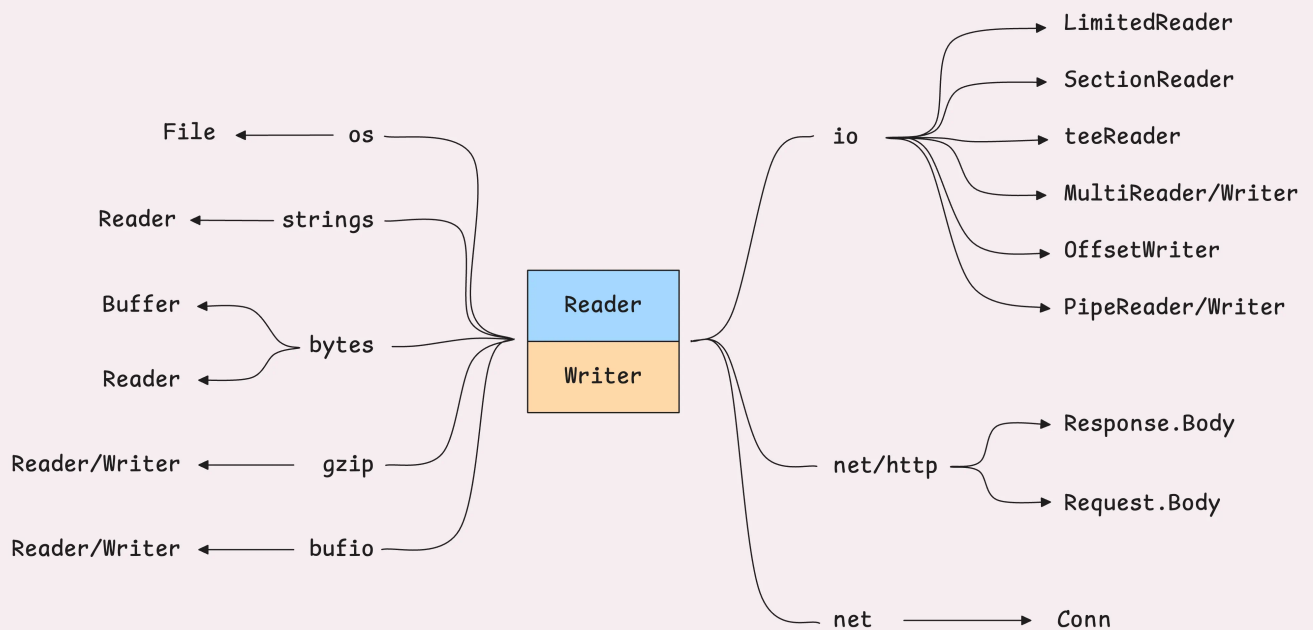 LimitedReader
SectionReader
File
os
io
teeReader
MultiReader/Writer
Reader
strings
OffsetWriter
Buffer
Reader
PipeReader/Writer
bytes
Reader
Writer
Response.Body
Reader/Writer
gzip
net/http
Request.Body
Reader/Writer
bufio
net
Conn